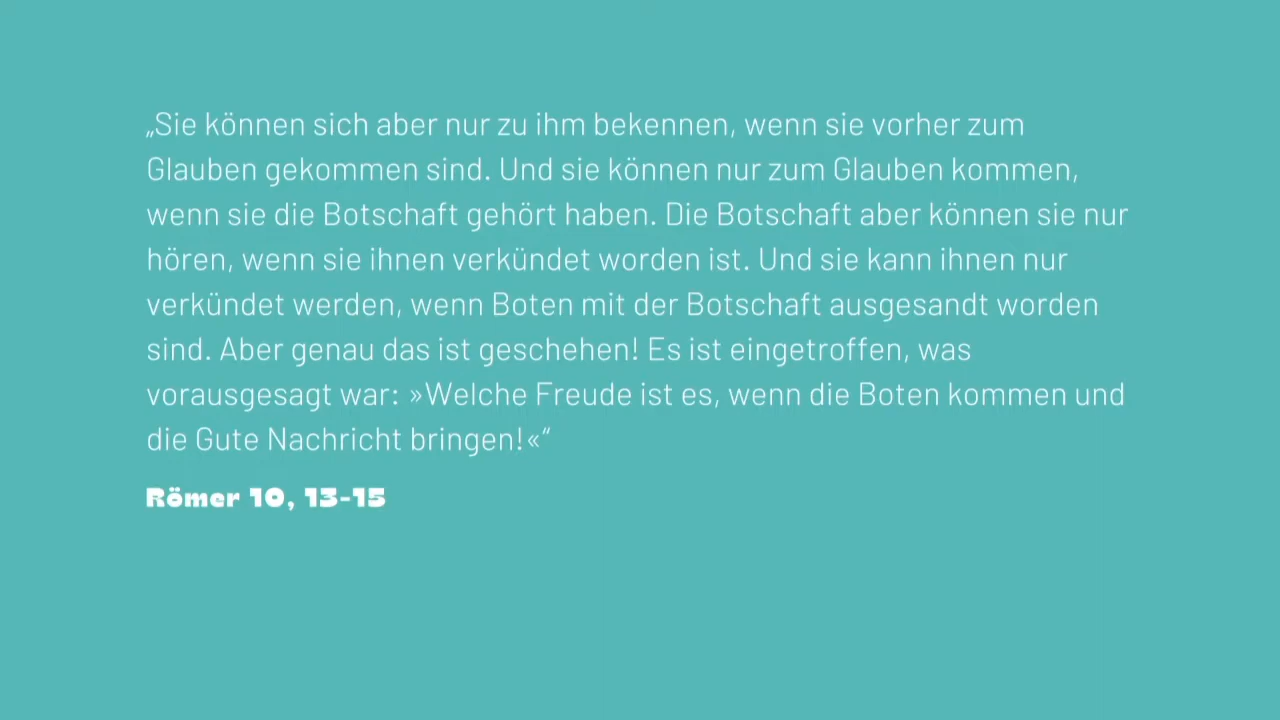 „Sie können sich aber nur zu ihm bekennen, wenn sie vorher zum
Glauben gekommen sind. Und sie können nur zum Glauben kommen,
wenn sie die Botschaft gehört haben. Die Botschaft aber können sie nur
hören, wenn sie ihnen verkündet worden ist. Und sie kann ihnen nur
verkündet werden, wenn Boten mit der Botschaft ausgesandt worden
sind. Aber genau das ist geschehen! Es ist eingetroffen, was
vorausgesagt war: »Welche Freude ist es, wenn die Boten kommen und
die Gute Nachricht bringen!«“
Römer 10, 13-15